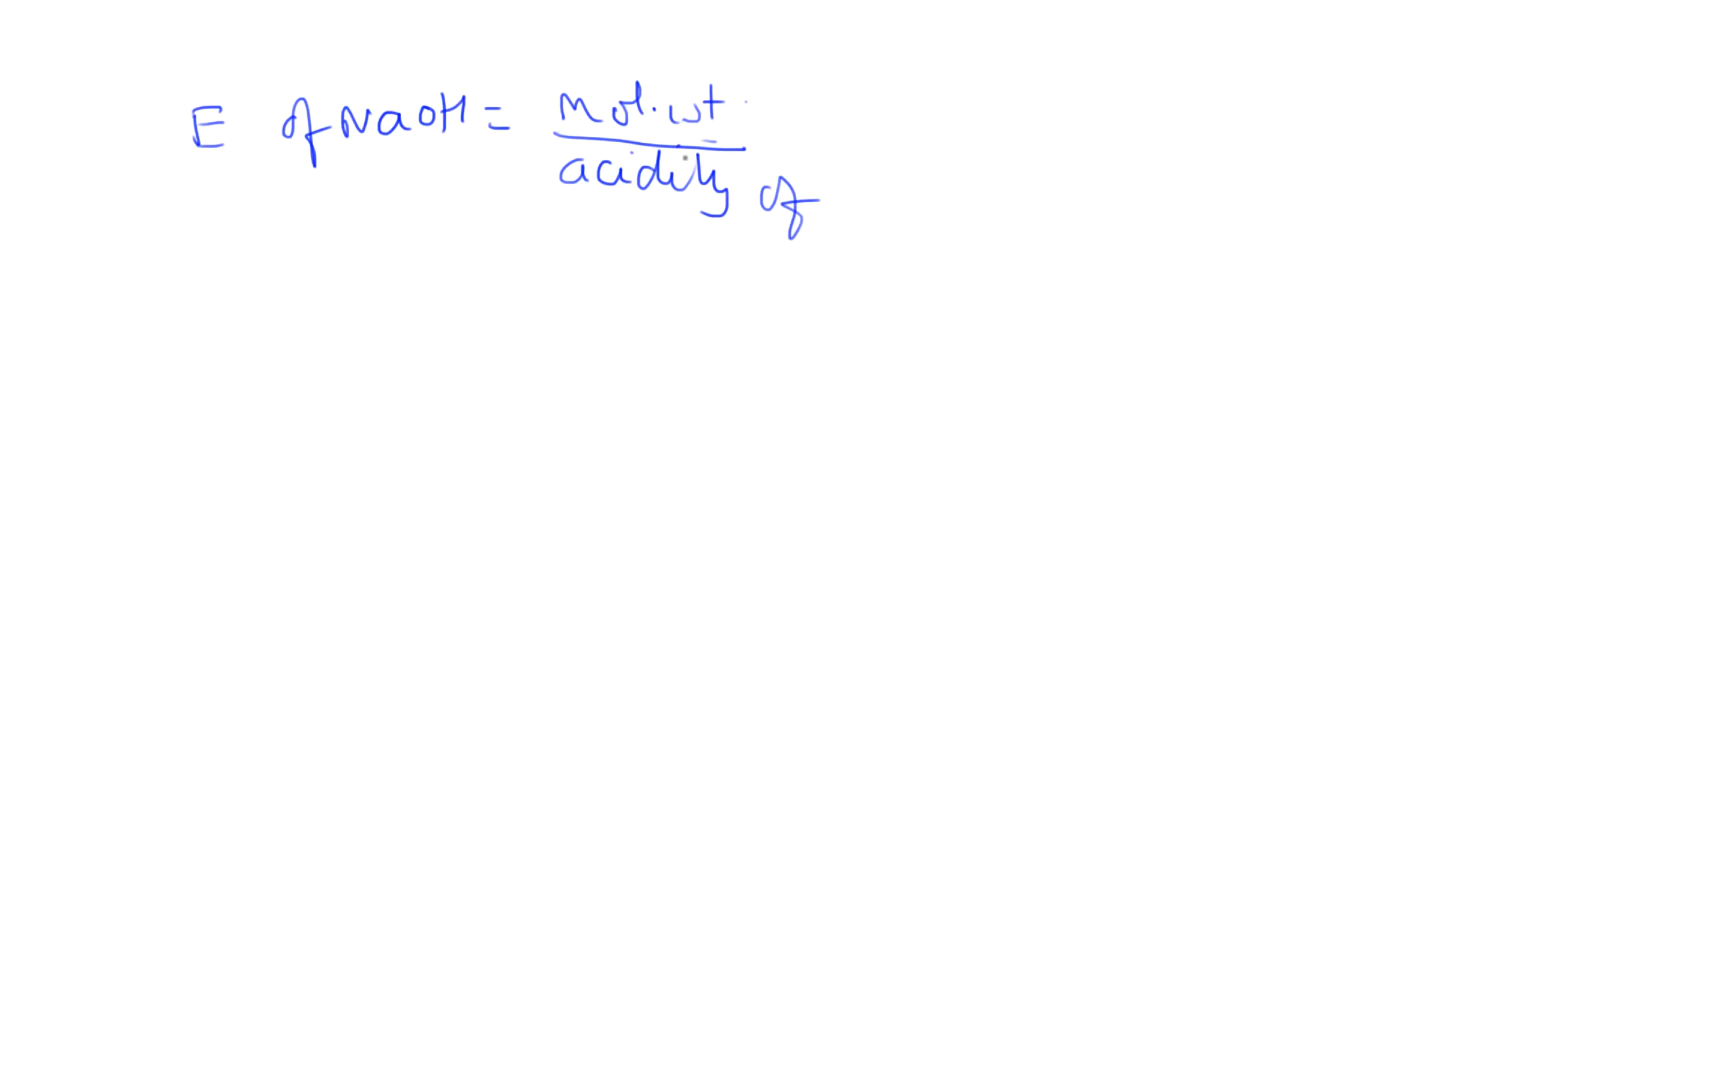 E of NaOH = mol.wt
acidity of